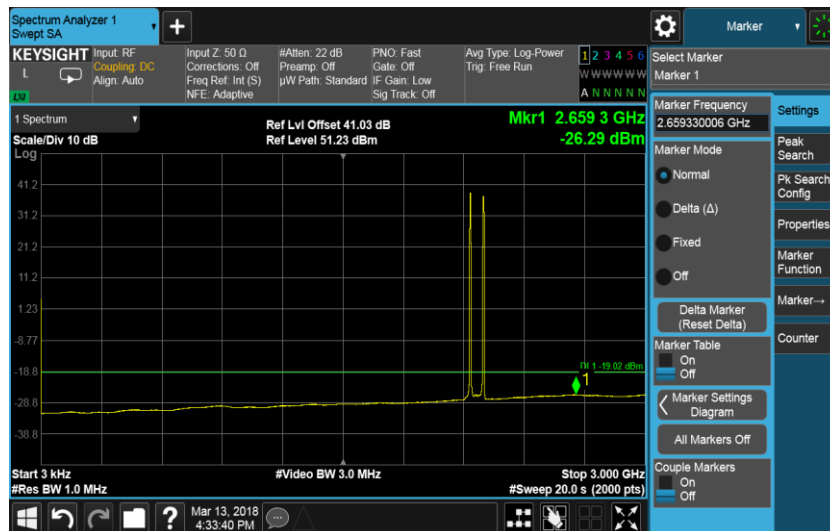 Spectrum Analyzer 1
Swept SA
+
Marker
KEYSIGHT
L
LXI
Input: RF
Coupling: DC
Align: Auto
Input Z: 50 Ω
Corrections: Off
Freq Ref: Int (S)
NFE: Adaptive
#Atten: 22 dB
Preamp: Off
µW Path: Standard
PNO: Fast
Gate: Off
IF Gain: Low
Sig Track: Off
Avg Type: Log-Power
Trig: Free Run
1 2 3 4 5 6
W W W W W W
A N N N N N
Select Marker
Marker 1
1 Spectrum
Scale/Div 10 dB
Log
Ref Lvl Offset 41.03 dB
Ref Level 51.23 dBm
Mkr1 2.659 3 GHz
-26.29 dBm
41.2
31.2
21.2
11.2
1.23
-8.77
-18.8
-28.8
-38.8
DL 1 -19.02 dBm
1
Start 3 kHz
#Res BW 1.0 MHz
#Video BW 3.0 MHz
Stop 3.000 GHz
#Sweep 20.0 s (2000 pts)
Marker Frequency
2.659330006 GHz
Marker Mode
Normal
Delta (Δ)
Fixed
Off
Delta Marker
(Reset Delta)
Marker Table
On
Off
Marker Settings
Diagram
All Markers Off
Couple Markers
On
Off
Settings
Peak
Search
Pk Search
Config
Properties
Marker
Function
Marker→
Counter
?
Mar 13, 2018
4:33:40 PM